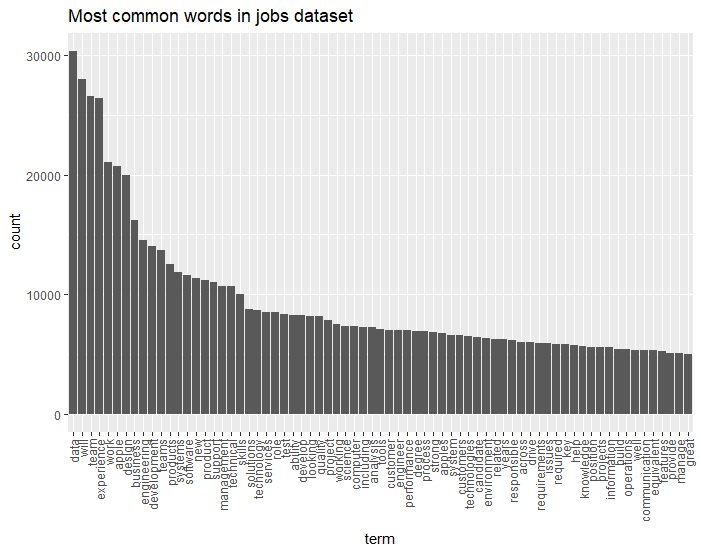 Most common words in jobs dataset
30000
20000
10000
0
count
data
will
team
experience
work
apple
design
business
engineering
development
teams
products
systems
software
new
product
support
management
technical
skills
solutions
technology
services
role
test
ability
develop
looking
quality
project
working
science
computer
including
analysis
tools
customer
engineer
performance
degree
process
strong
apples
system
customers
technologies
candidate
environment
related
years
responsible
across
drive
requirements
issues
required
key
help
knowledge
position
projects
information
build
operations
well
communication
equivalent
features
provide
manage
great
term